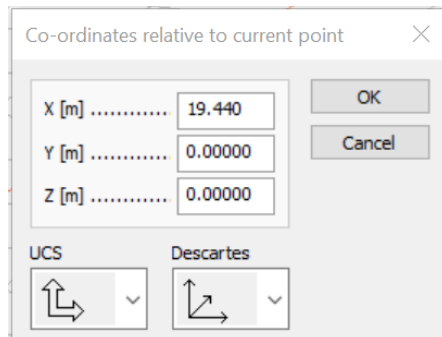 Co-ordinates relative to current point
X [m] ............. 19.440
Y [m] ............. 0.00000
Z [m] ............. 0.00000
OK
Cancel
UCS
Descartes